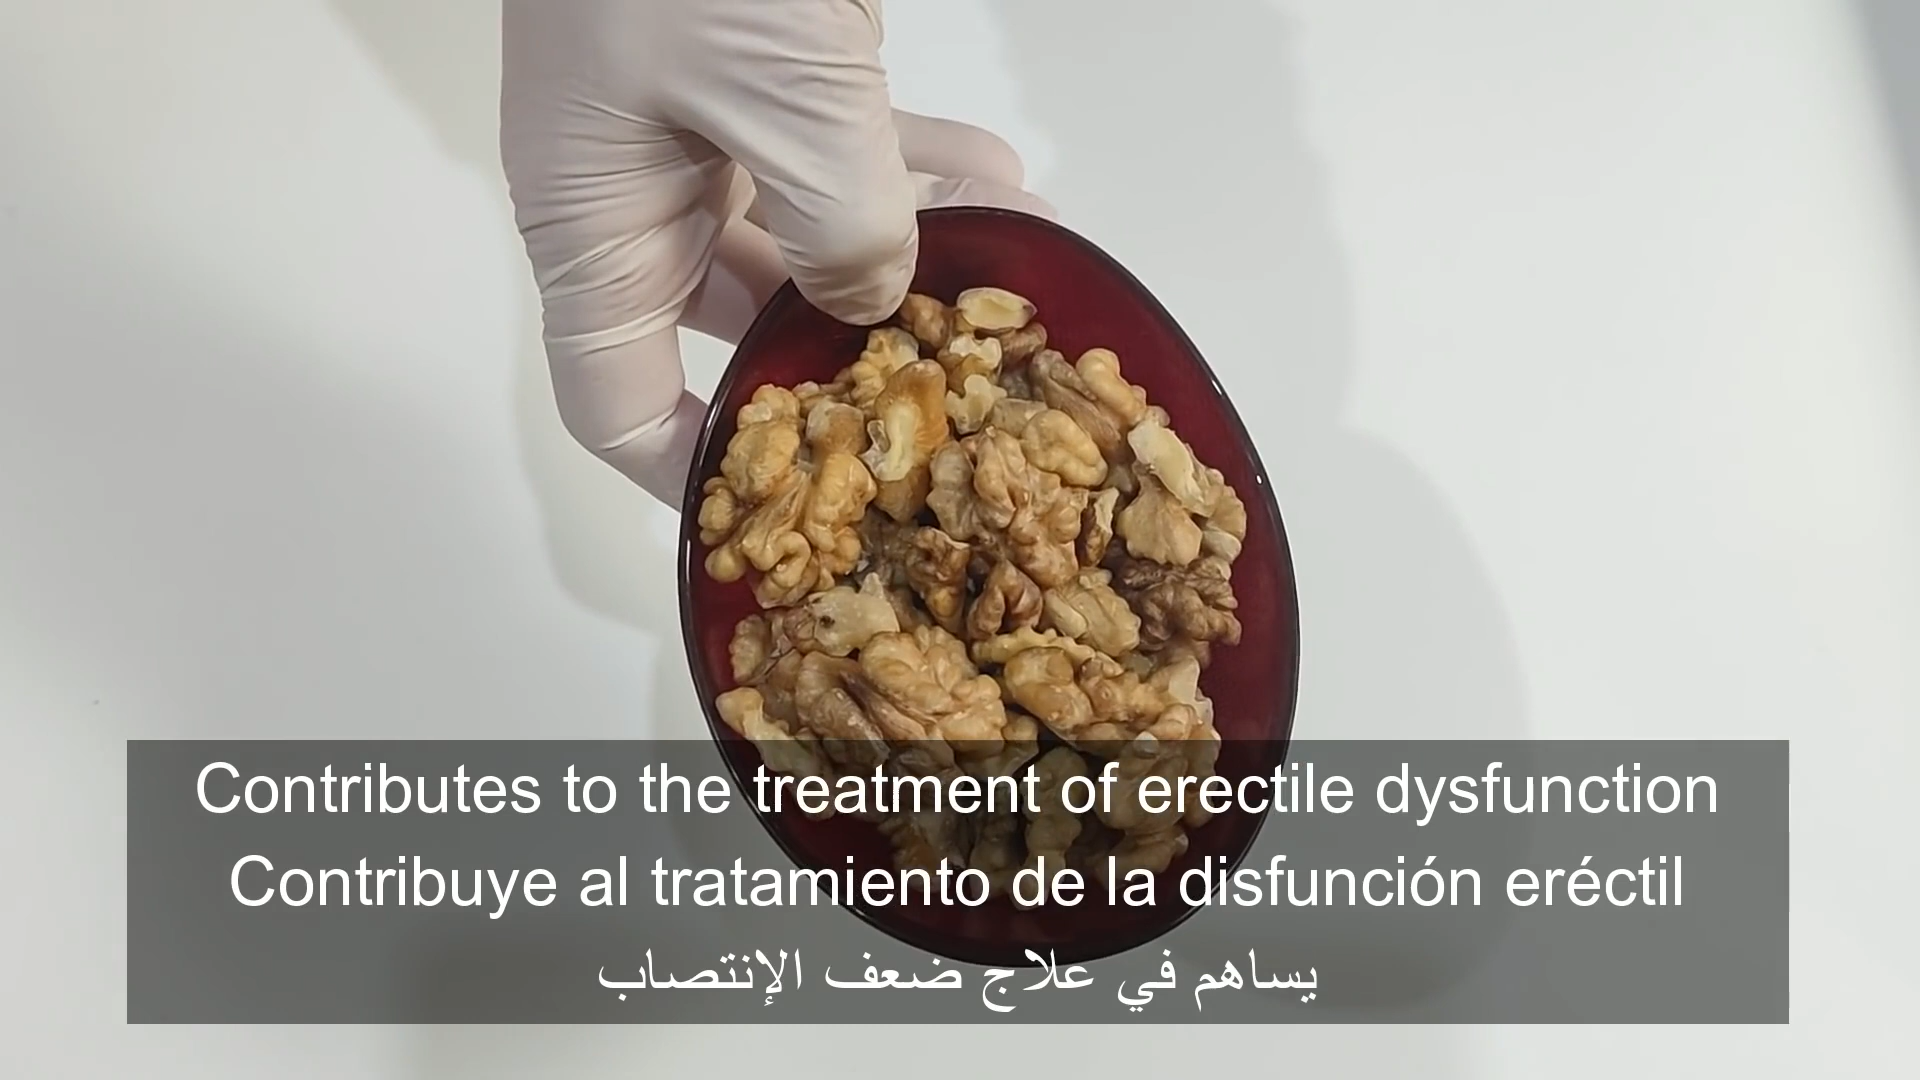 Contributes to the treatment of erectile dysfunction
Contribuye al tratamiento de la disfunción eréctil
يساهم في علاج ضعف الإنتصاب